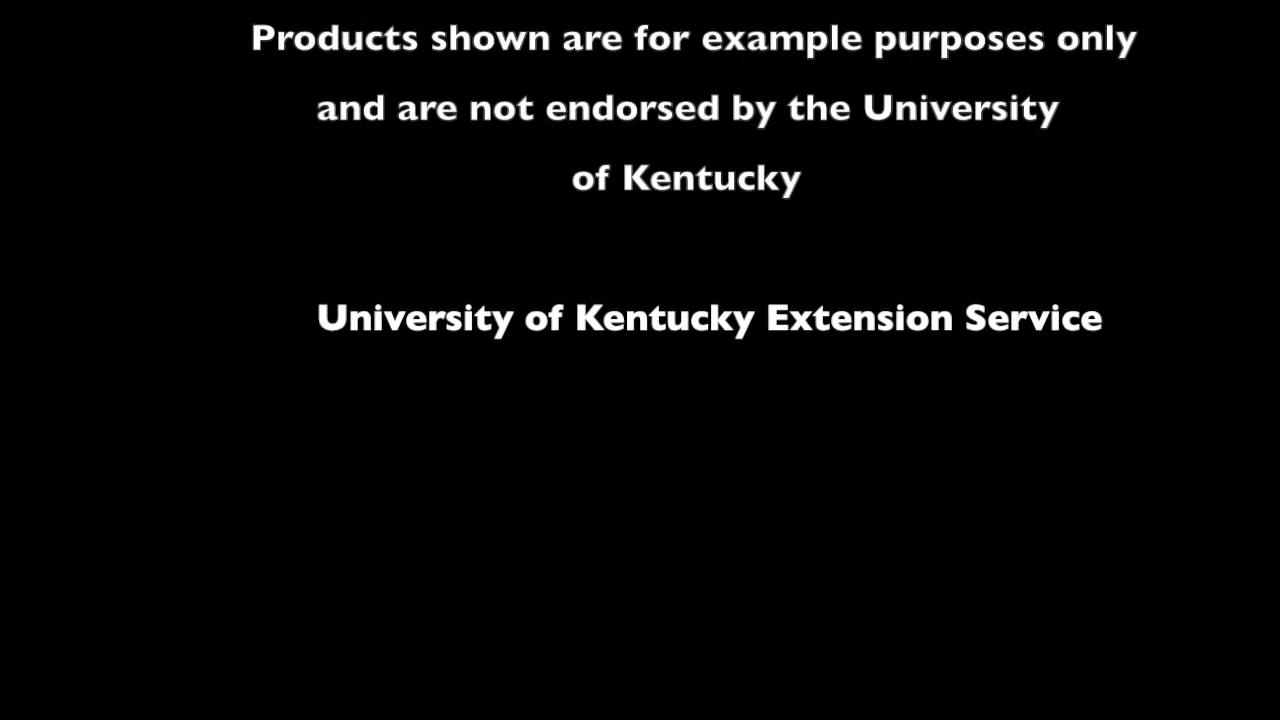 Products shown are for example purposes only
and are not endorsed by the University
of Kentucky
University of Kentucky Extension Service